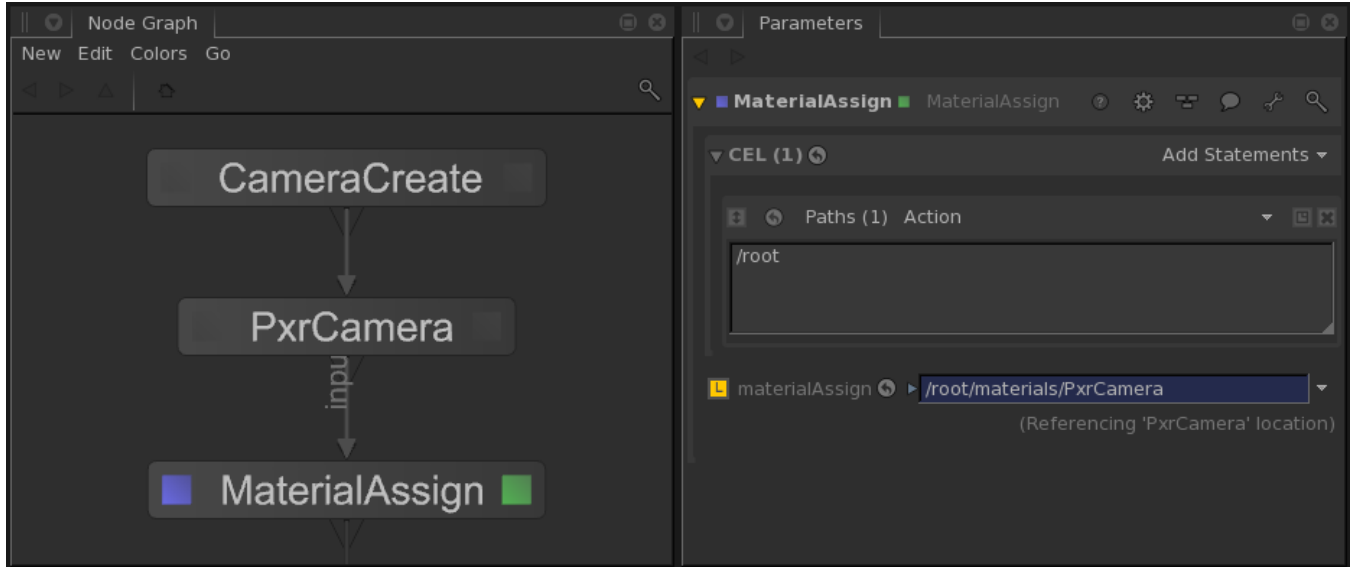 Node Graph
New Edit Colors Go
CameraCreate
PxrCamera
input
MaterialAssign
Parameters
MaterialAssign MaterialAssign
CEL (1) Add Statements
Paths (1) Action
/root
L materialAssign /root/materials/PxrCamera
(Referencing 'PxrCamera' location)